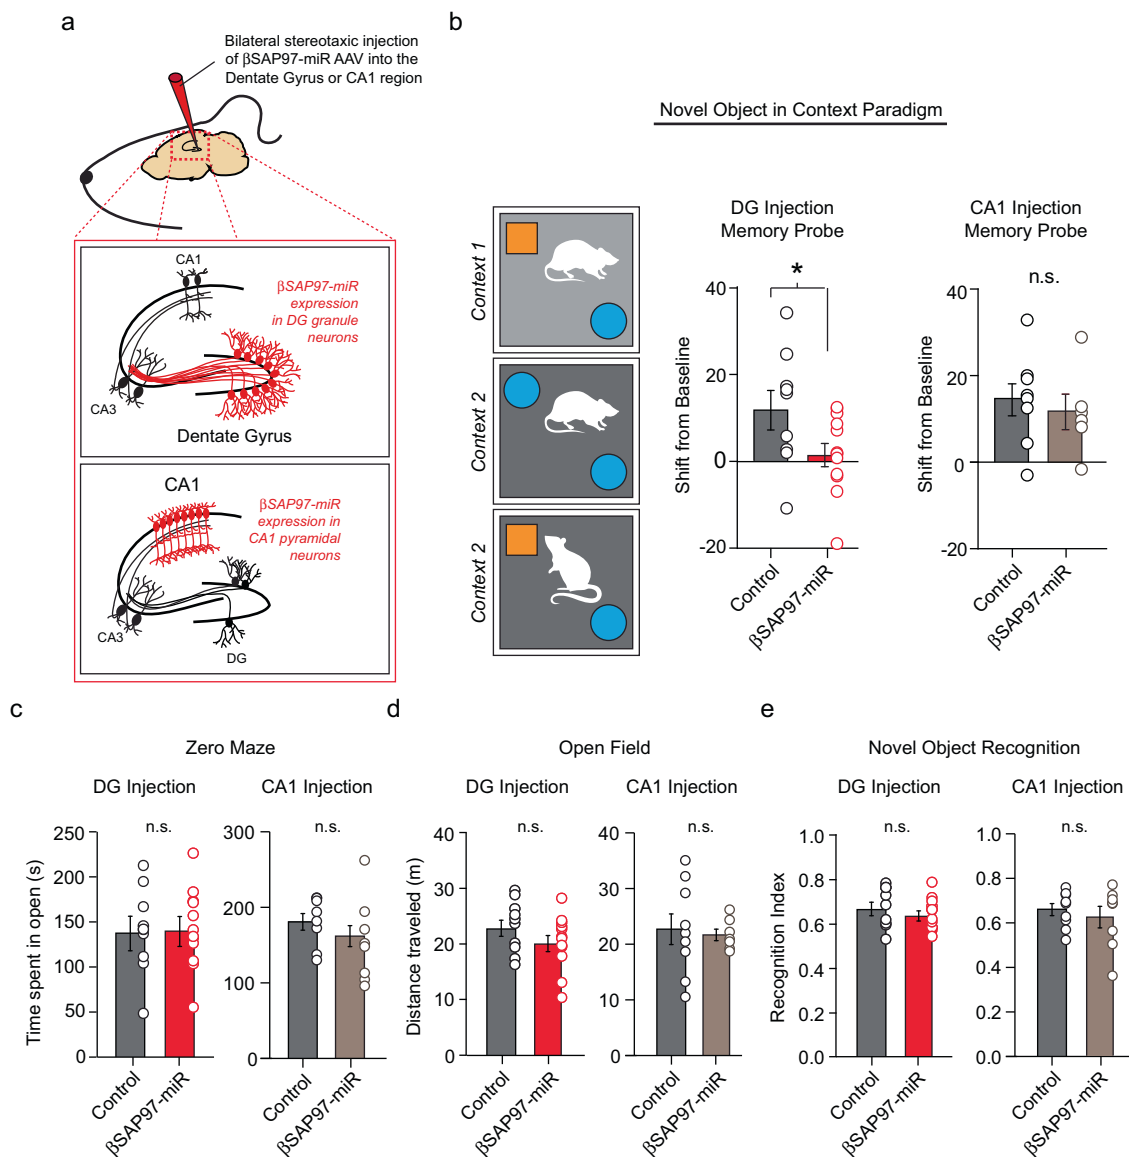 a
Bilateral stereotaxic injection
of βSAP97-miR AAV into the
Dentate Gyrus or CA1 region
CA1
βSAP97-miR
expression
in DG granule
neurons
CA3
Dentate Gyrus
CA1
βSAP97-miR
expression in
CA1 pyramidal
neurons
CA3
DG
b
Novel Object in Context Paradigm
Context 1
Context 2
Context 2
DG Injection
Memory Probe
*
Shift from Baseline
40
20
0
-20
Control
βSAP97-miR
CA1 Injection
Memory Probe
n.s.
Shift from Baseline
40
20
0
-20
Control
βSAP97-miR
c
Zero Maze
DG Injection
n.s.
Time spent in open (s)
250
200
150
100
50
0
Control
βSAP97-miR
CA1 Injection
n.s.
300
200
100
0
Control
βSAP97-miR
d
Open Field
DG Injection
n.s.
Distance traveled (m)
40
30
20
10
0
Control
βSAP97-miR
CA1 Injection
n.s.
40
30
20
10
0
Control
βSAP97-miR
e
Novel Object Recognition
DG Injection
n.s.
Recognition Index
1.0
0.8
0.6
0.4
0.2
0.0
Control
βSAP97-miR
CA1 Injection
n.s.
1.0
0.8
0.6
0.4
0.2
0.0
Control
βSAP97-miR